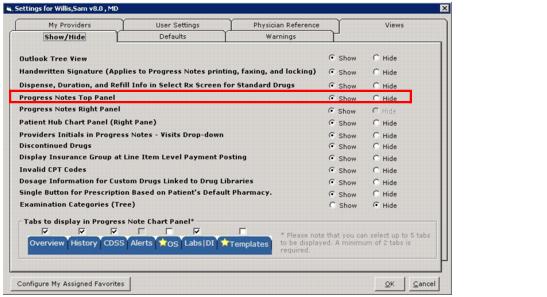 Settings for Willis,Sam v8.0 , MD
My Providers User Settings Physician Reference Views
Show/Hide Defaults Warnings
Outlook Tree View Show Hide
Handwritten Signature (Applies to Progress Notes printing, faxing, and locking) Show Hide
Dispense, Duration, and Refill Info in Select Rx Screen for Standard Drugs Show Hide
Progress Notes Top Panel Show Hide
Progress Notes Right Panel Show Hide
Patient Hub Chart Panel (Right Pane) Show Hide
Providers Initials in Progress Notes - Visits Drop-down Show Hide
Discontinued Drugs Show Hide
Display Insurance Group at Line Item Level Payment Posting Show Hide
Invalid CPT Codes Show Hide
Dosage Information for Custom Drugs Linked to Drug Libraries Show Hide
Single Button for Prescription Based on Patient's Default Pharmacy. Show Hide
Examination Categories (Tree) Show Hide
Tabs to display in Progress Note Chart Panel*
Overview History CDSS Alerts OS Labs|DI Templates
* Please note that you can select up to 5 tabs
to be displayed. A minimum of 2 tabs is
required.
Configure My Assigned Favorites OK Cancel